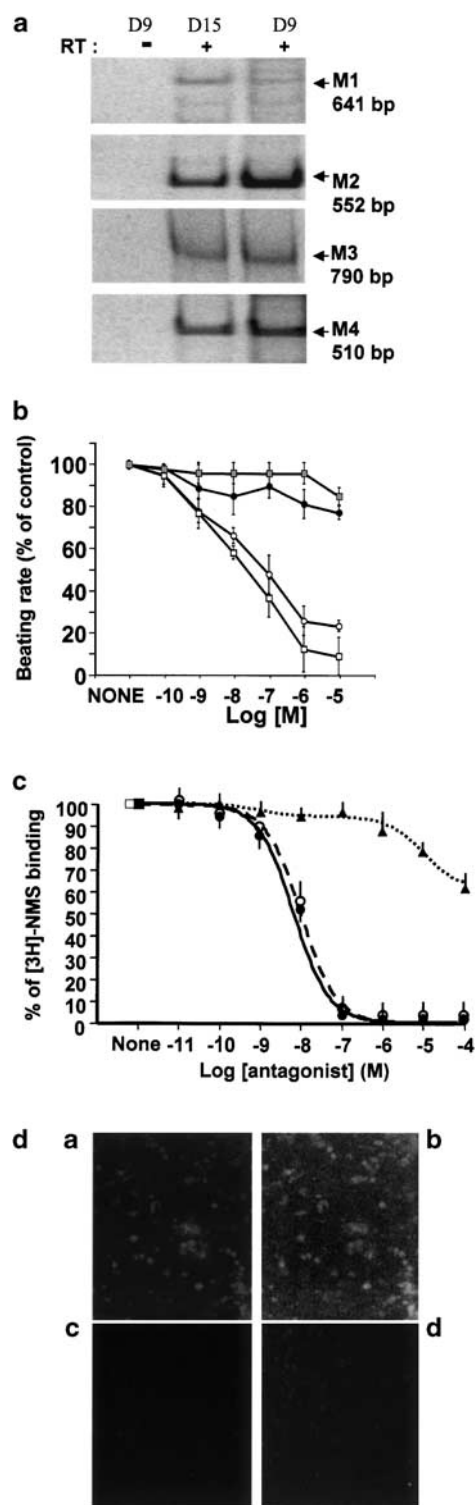 a
D9 D15 D9
RT : - + +
M1
641 bp
M2
552 bp
M3
790 bp
M4
510 bp
b
Beating rate (% of control)
100
80
60
40
20
0
NONE -10 -9 -8 -7 -6 -5
Log [M]
c
% of [3H]-NMS binding
100
90
80
70
60
50
40
30
20
10
0
None -11 -10 -9 -8 -7 -6 -5 -4
Log [antagonist] (M)
d a b
c d